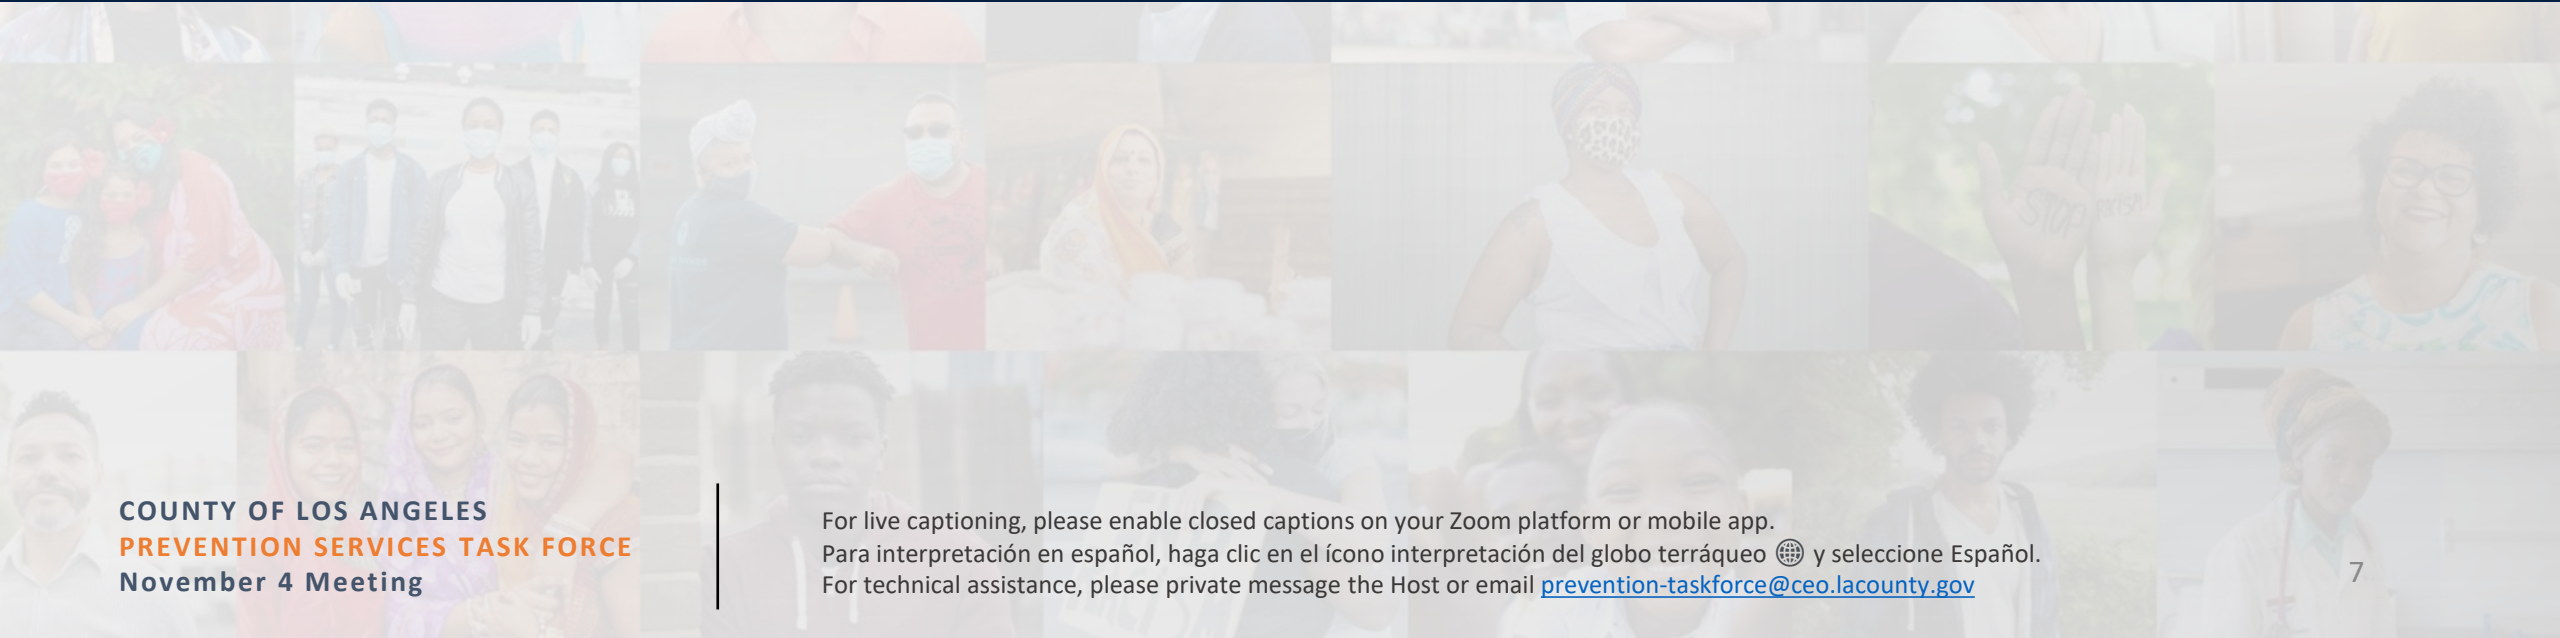 STOP racism
COUNTY OF LOS ANGELES
PREVENTION SERVICES TASK FORCE
November 4 Meeting
For live captioning, please enable closed captions on your Zoom platform or mobile app.
Para interpretación en español, haga clic en el ícono interpretación del globo terráqueo y seleccione Español.
For technical assistance, please private message the Host or email prevention-taskforce@ceo.lacounty.gov
7